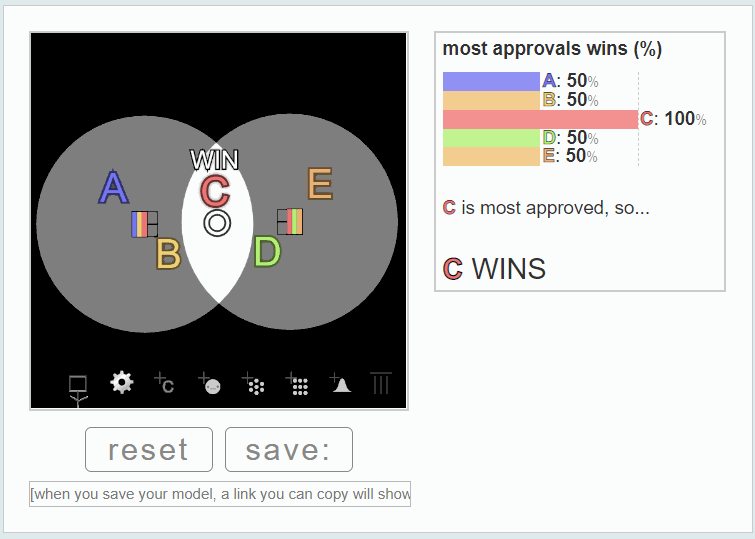 WIN
A
C
E
B
D
C
reset
save:
[when you save your model, a link you can copy will show
most approvals wins (%)
A: 50%
B: 50%
C: 100%
D: 50%
E: 50%
C is most approved, so...
C WINS